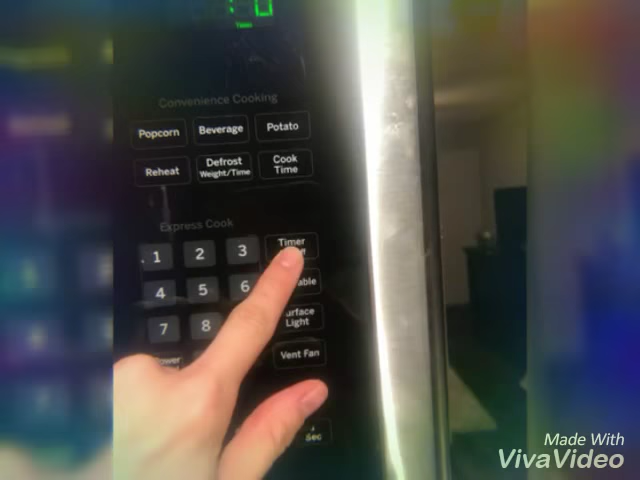 : 0
Convenience Cooking
Popcorn
Beverage
Potato
Reheat
Defrost
Weight/Time
Cook
Time
Express Cook
1
2
3
Timer
4
5
6
7
8
Light
Vent Fan
Sec
Made With
VivaVideo